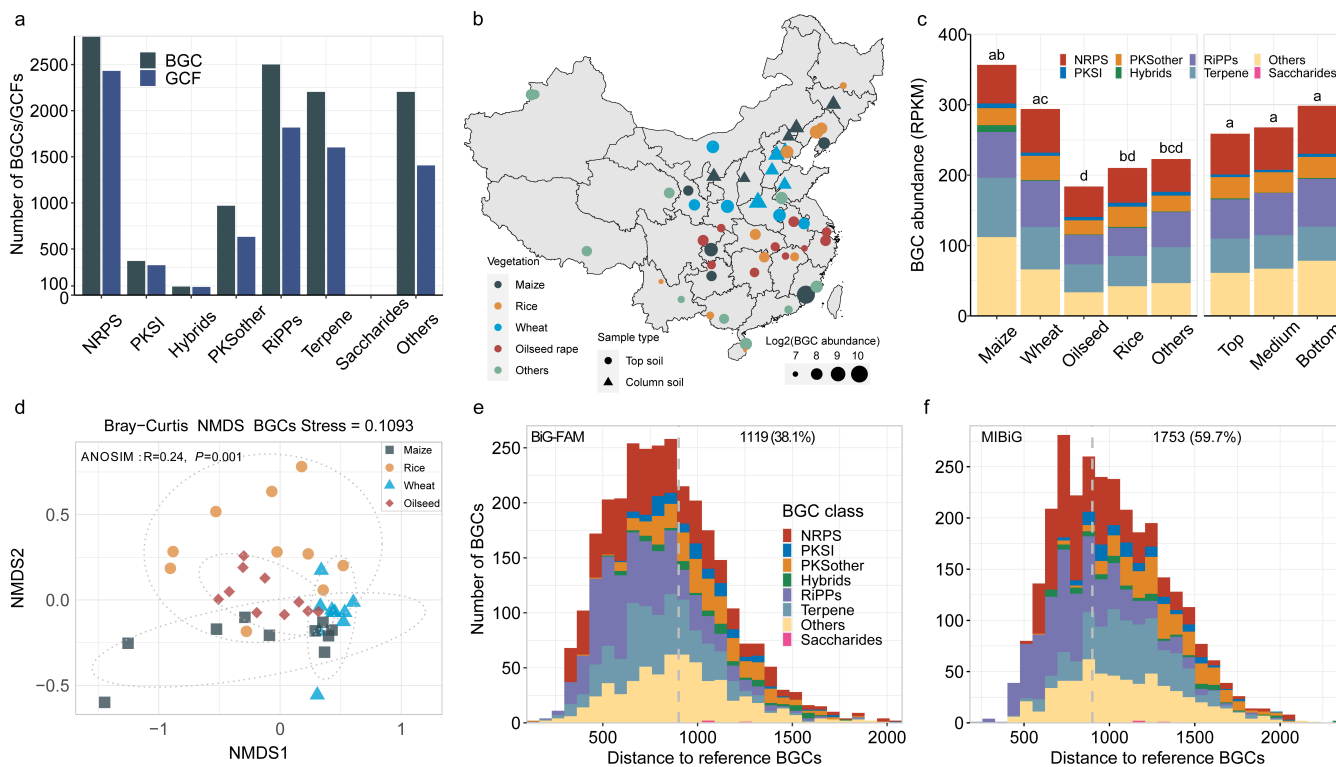 a
Number of BGCs/GCFs
2500
2000
1500
1000
500
100
0
BGC
GCF
NRPS
PKSI
Hybrids
PKSother
RiPPs
Terpene
Saccharides
Others
b
Vegetation
Maize
Rice
Wheat
Oilseed rape
Others
Sample type
Top soil
Column soil
Log2(BGC abundance)
7 8 9 10
c
BGC abundance (RPKM)
400
300
200
100
0
ab
ac
d
bd
bcd
a
a
a
NRPS PKSother RiPPs Others
PKSI Hybrids Terpene Saccharides
Maize
Wheat
Oilseed
Rice
Others
Top
Medium
Bottom
d
Bray−Curtis NMDS BGCs Stress = 0.1093
ANOSIM : R=0.24, P=0.001
Maize
Rice
Wheat
Oilseed
NMDS2
0.5
0.0
−0.5
−1 0 1
NMDS1
e
BiG-FAM
1119 (38.1%)
Number of BGCs
250
200
150
100
50
0
BGC class
NRPS
PKSI
PKSother
Hybrids
RiPPs
Terpene
Others
Saccharides
500 1000 1500 2000
Distance to reference BGCs
f
MIBiG
1753 (59.7%)
250
200
150
100
50
0
500 1000 1500 2000
Distance to reference BGCs